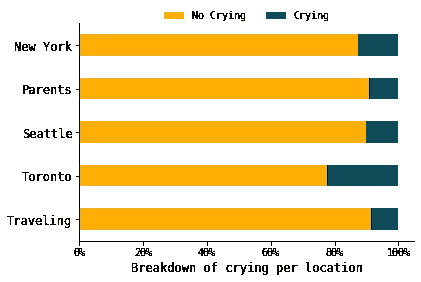 No Crying Crying
New York
Parents
Seattle
Toronto
Traveling
0% 20% 40% 60% 80% 100%
Breakdown of crying per location